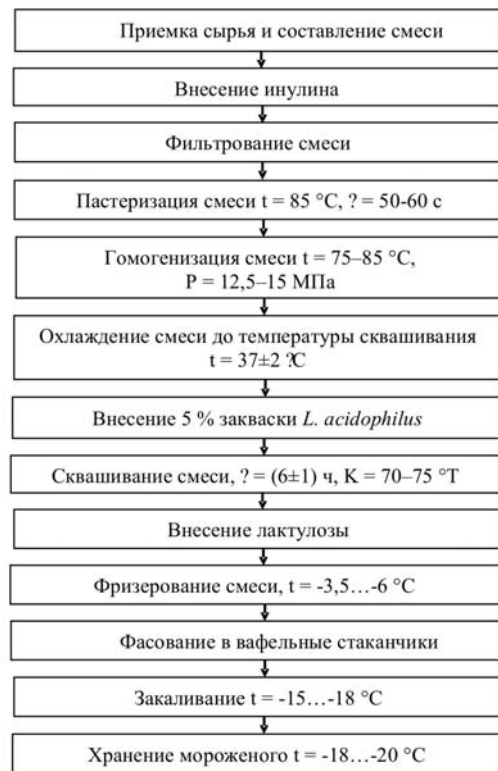 Приемка сырья и составление смеси
Внесение инулина
Фильтрование смеси
Пастеризация смеси t = 85 °С, ? = 50-60 с
Гомогенизация смеси t = 75–85 °С,
Р = 12,5–15 МПа
Охлаждение смеси до температуры сквашивания
t = 37±2 ?С
Внесение 5 % закваски L. acidophilus
Сквашивание смеси, ? = (6±1) ч, К = 70–75 °Т
Внесение лактулозы
Фризерование смеси, t = -3,5…-6 °С
Фасование в вафельные стаканчики
Закаливание t = -15…-18 °С
Хранение мороженого t = -18…-20 °С